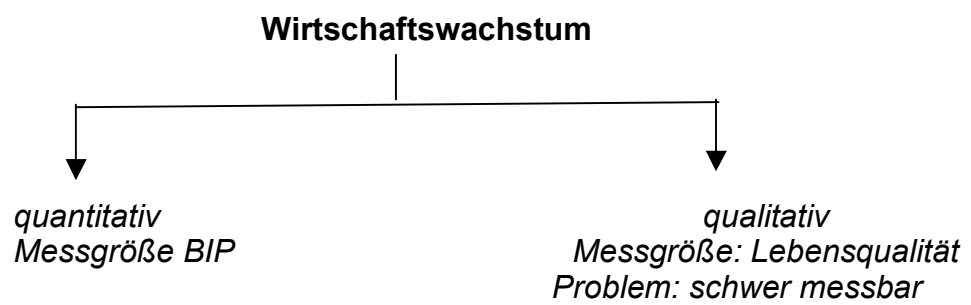 Wirtschaftswachstum
quantitativ
Messgröße BIP
qualitativ
Messgröße: Lebensqualität
Problem: schwer messbar